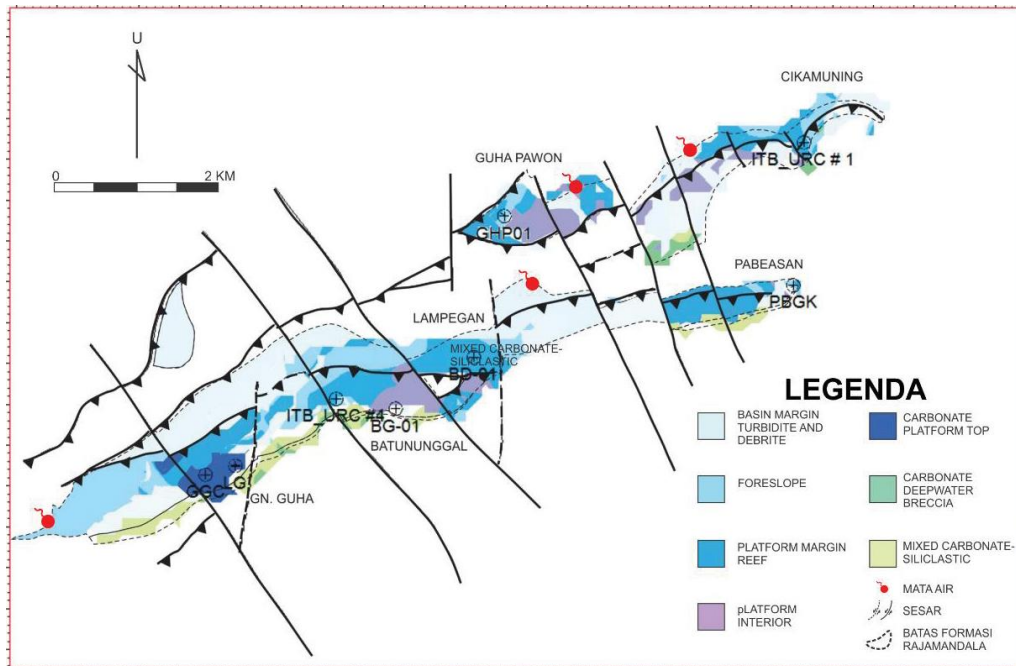 U
0
2 KM
CIKAMUNING
ITB_URC # 1
GUHA PAWON
GHP01
PABEASAN
PBGK
LAMPEGAN
MIXED CARBONATE-
SILICLASTIC
BD-01
ITB_URC #4
BG-01
BATUNUNGGAL
GGC
LG
GN. GUHA
LEGENDA
BASIN MARGIN
TURBIDITE AND
DEBRITE
CARBONATE
PLATFORM TOP
FORESLOPE
CARBONATE
DEEPWATER
BRECCIA
PLATFORM MARGIN
REEF
MIXED CARBONATE-
SILICLASTIC
pLATFORM
INTERIOR
MATA AIR
SESAR
BATAS FORMASI
RAJAMANDALA